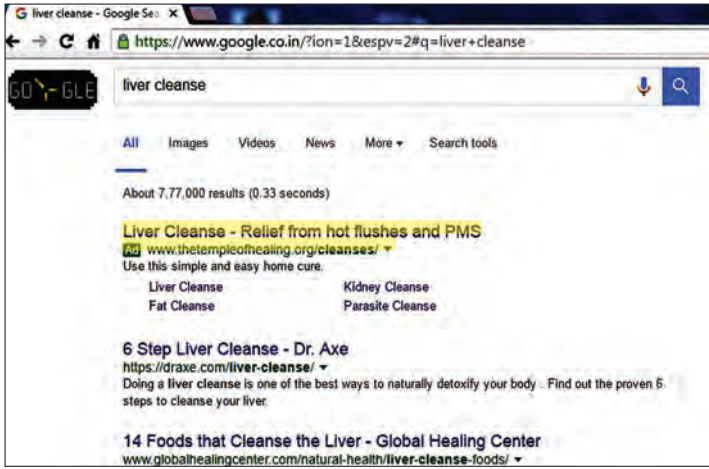 G liver cleanse - Google Se
https://www.google.co.in/?ion=1&espv=2#q=liver+cleanse
GO GLE
liver cleanse
All Images Videos News More Search tools
About 7,77,000 results (0.33 seconds)
Liver Cleanse - Relief from hot flushes and PMS
Ad www.thetempleofhealing.org/cleanses/
Use this simple and easy home cure.
Liver Cleanse Kidney Cleanse
Fat Cleanse Parasite Cleanse
6 Step Liver Cleanse - Dr. Axe
https://draxe.com/liver-cleanse/
Doing a liver cleanse is one of the best ways to naturally detoxify your body . Find out the proven 6
steps to cleanse your liver
14 Foods that Cleanse the Liver - Global Healing Center
www.globalhealingcenter.com/natural-health/liver-cleanse-foods/